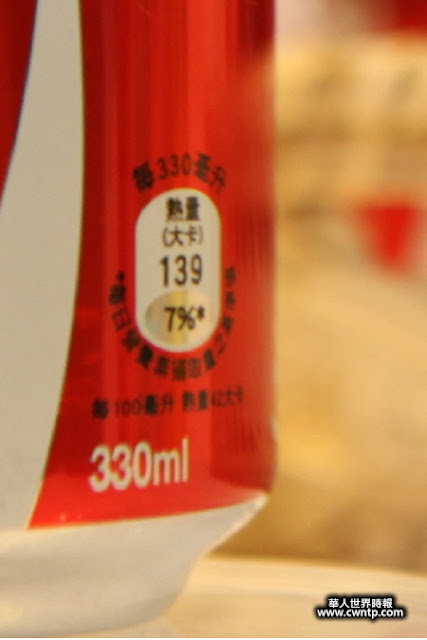 每330毫升
熱量
(大卡)
139
7%*
每100毫升 熱量42大卡
330ml
華人世界時報
www.cwntp.com